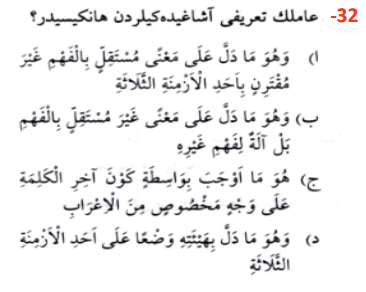 32- عاملك تعريفى آشاغيده‌كيلردن هانكيسيدر؟
ا) وَهُوَ مَا دَلَّ عَلَى مَعْنًى مُسْتَقِلٍّ بِالْفَهْمِ غَيْرَ
مُقْتَرِنٍ بِاَحَدِ الْاَزْمِنَةِ الثَّلَاثَةِ
ب) وَهُوَ مَا دَلَّ عَلَى مَعْنًى غَيْرَ مُسْتَقِلٍّ بِالْفَهْمِ
بَلْ آلَةٌ لِفَهْمِ غَيْرِهِ
ج) هُوَ مَا اَوْجَبَ بِوَاسِطَةٍ كَوْنَ آخِرِ الْكَلِمَةِ
عَلَى وَجْهٍ مَخْصُوصٍ مِنَ الْاِعْرَابِ
د) وَهُوَ مَا دَلَّ بِهَيْئَتِهِ وَضْعًا عَلَى اَحَدِ الْاَزْمِنَةِ
الثَّلَاثَةِ